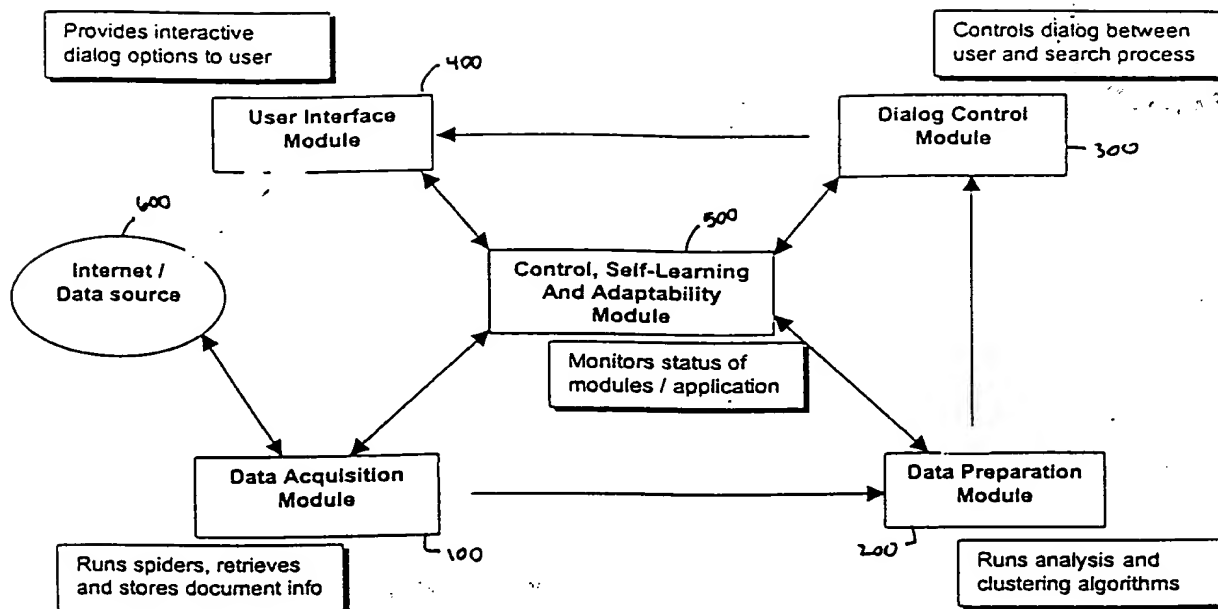 Provides interactive
dialog options to user
Controls dialog between
user and search process
400
User Interface
Module
Dialog Control
Module
300
600
500
Internet /
Data source
Control, Self-Learning
And Adaptability
Module
Monitors status of
modules / application
Data Acquisition
Module
Data Preparation
Module
100
200
Runs spiders, retrieves
and stores document info
Runs analysis and
clustering algorithms